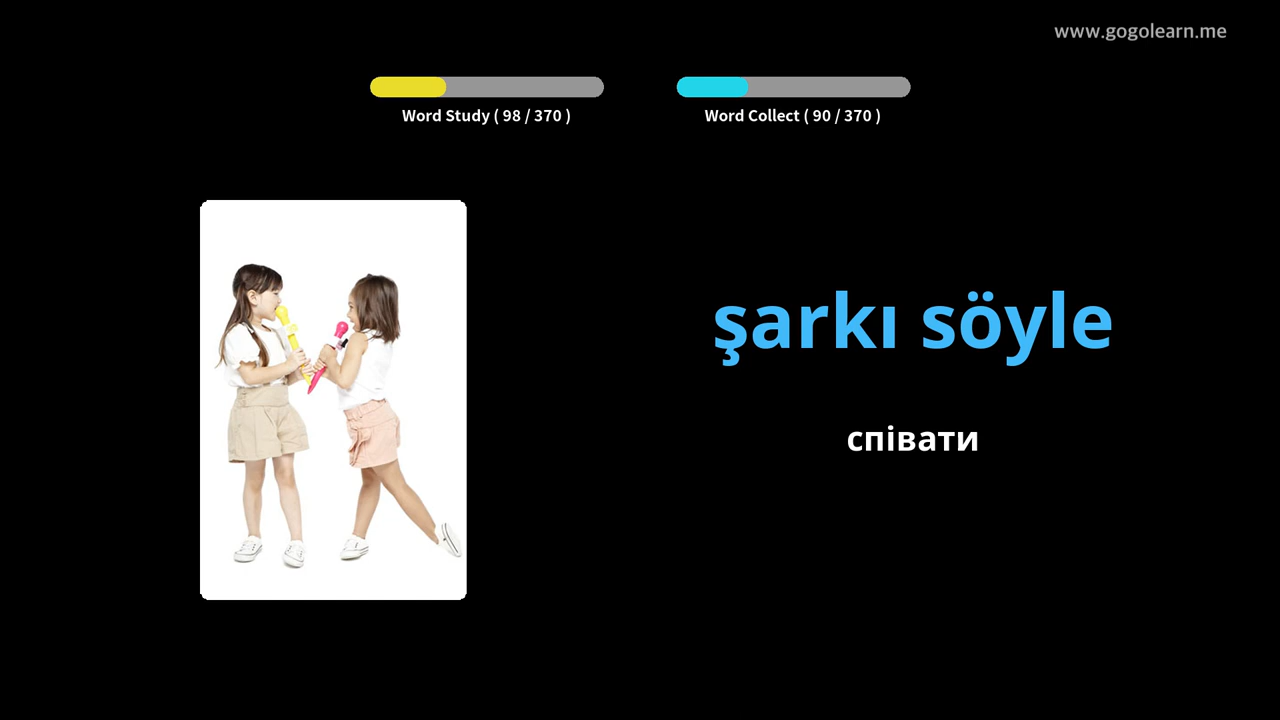 www.gogolearn.me
Word Study ( 98 / 370 )
Word Collect ( 90 / 370 )
şarkı söyle
співати